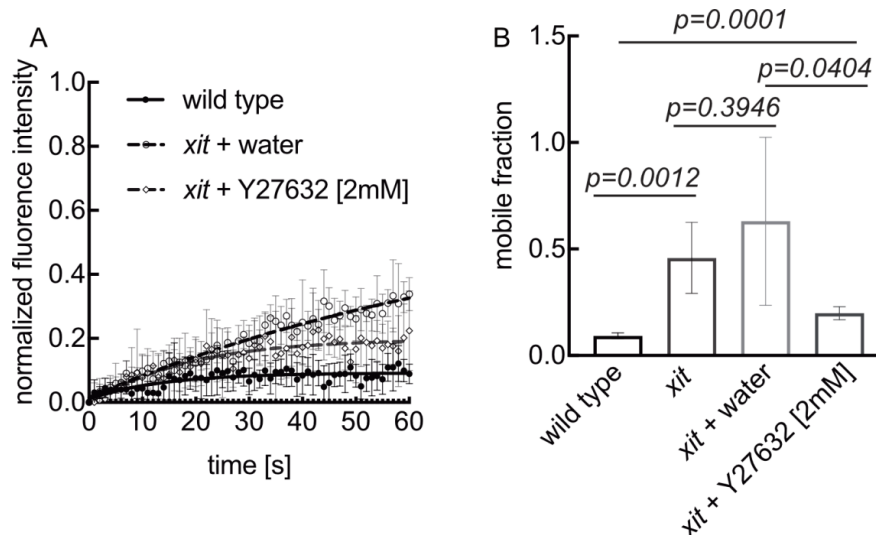 A
normalized fluorence intensity
1.0
0.8
0.6
0.4
0.2
0.0
0
10
20
30
40
50
60
time [s]
wild type
xit + water
xit + Y27632 [2mM]
B
mobile fraction
1.5
1.0
0.5
0.0
p=0.0001
p=0.0404
p=0.3946
p=0.0012
wild type
xit
xit + water
xit + Y27632 [2mM]